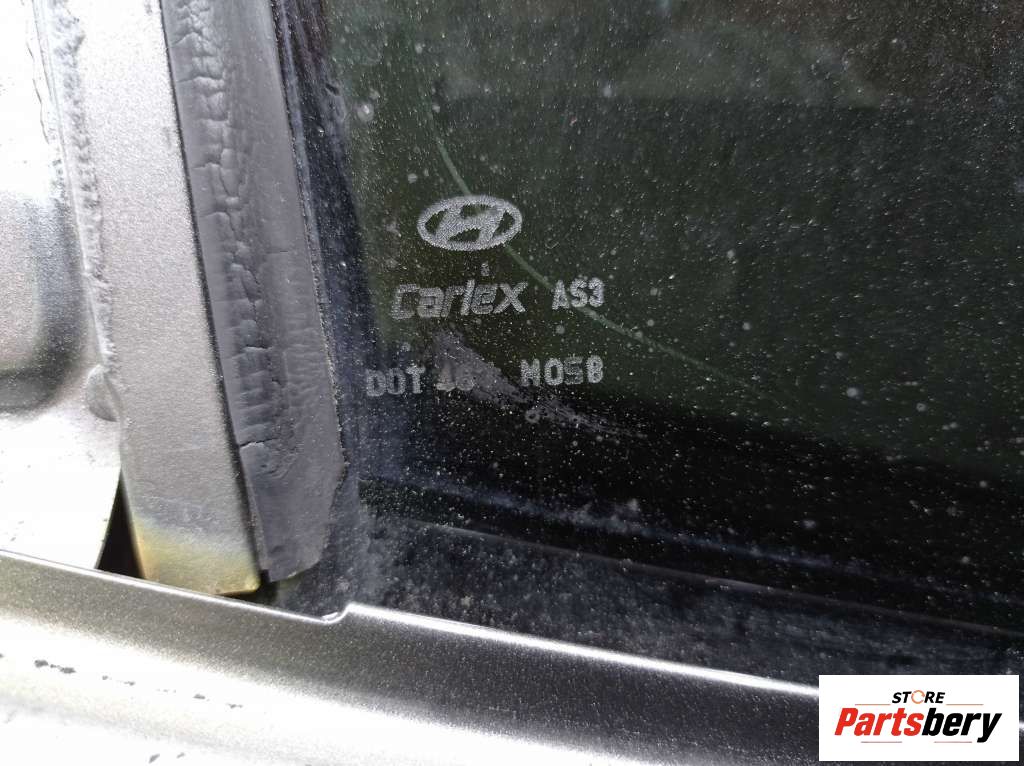 Carlex AS3
DOT M058
STORE
Partsbery